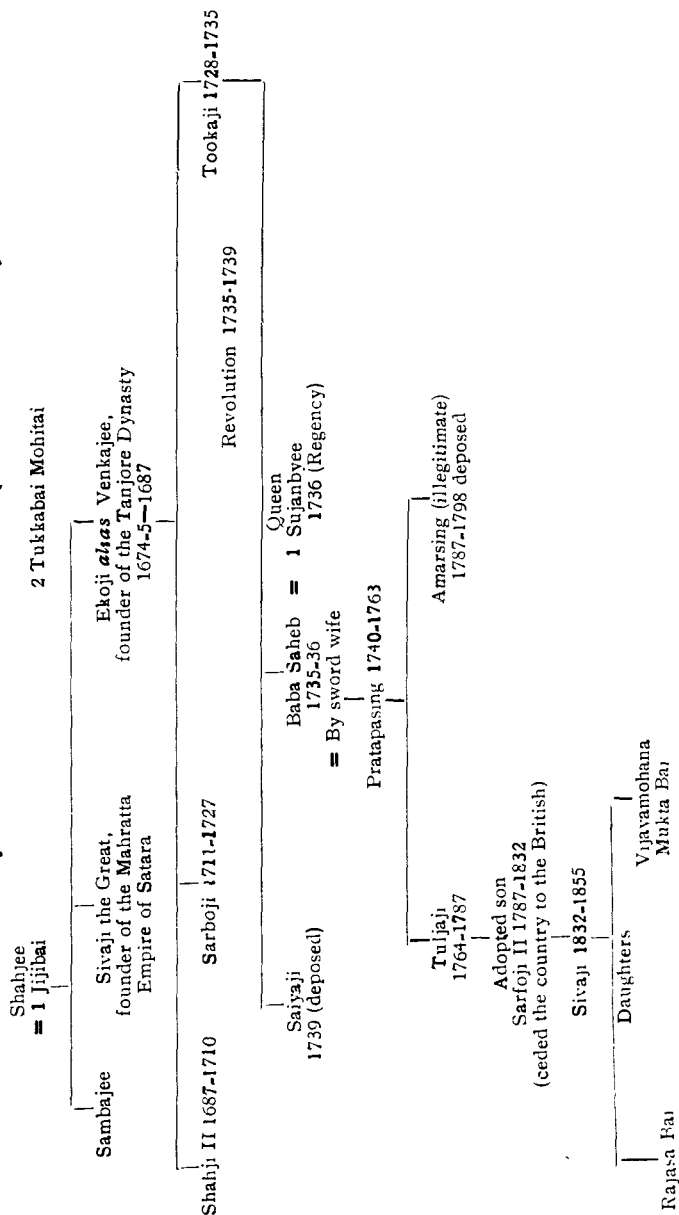 Shahjee
= 1 Jijibai
2 Tukkabai Mohitai
Sambajee
Sivaji the Great,
founder of the Mahratta
Empire of Satara
Ekoji alias Venkajee,
founder of the Tanjore Dynasty
1674-5—1687
Shahji II 1687-1710
Sarboji 1711-1727
Tookaji 1728-1735
Revolution 1735-1739
Saiyaji
1739 (deposed)
Baba Saheb
1735-36
= By sword wife
Queen
= 1 Sujanbyee
1736 (Regency)
Pratapasing 1740-1763
Tuljaji
1764-1787
Amarsing (illegitimate)
1787-1798 deposed
Adopted son
Sarfoji II 1787-1832
(ceded the country to the British)
Sivaji 1832-1855
Daughters
Rajasa Bai
Vijayamohana
Mukta Bai